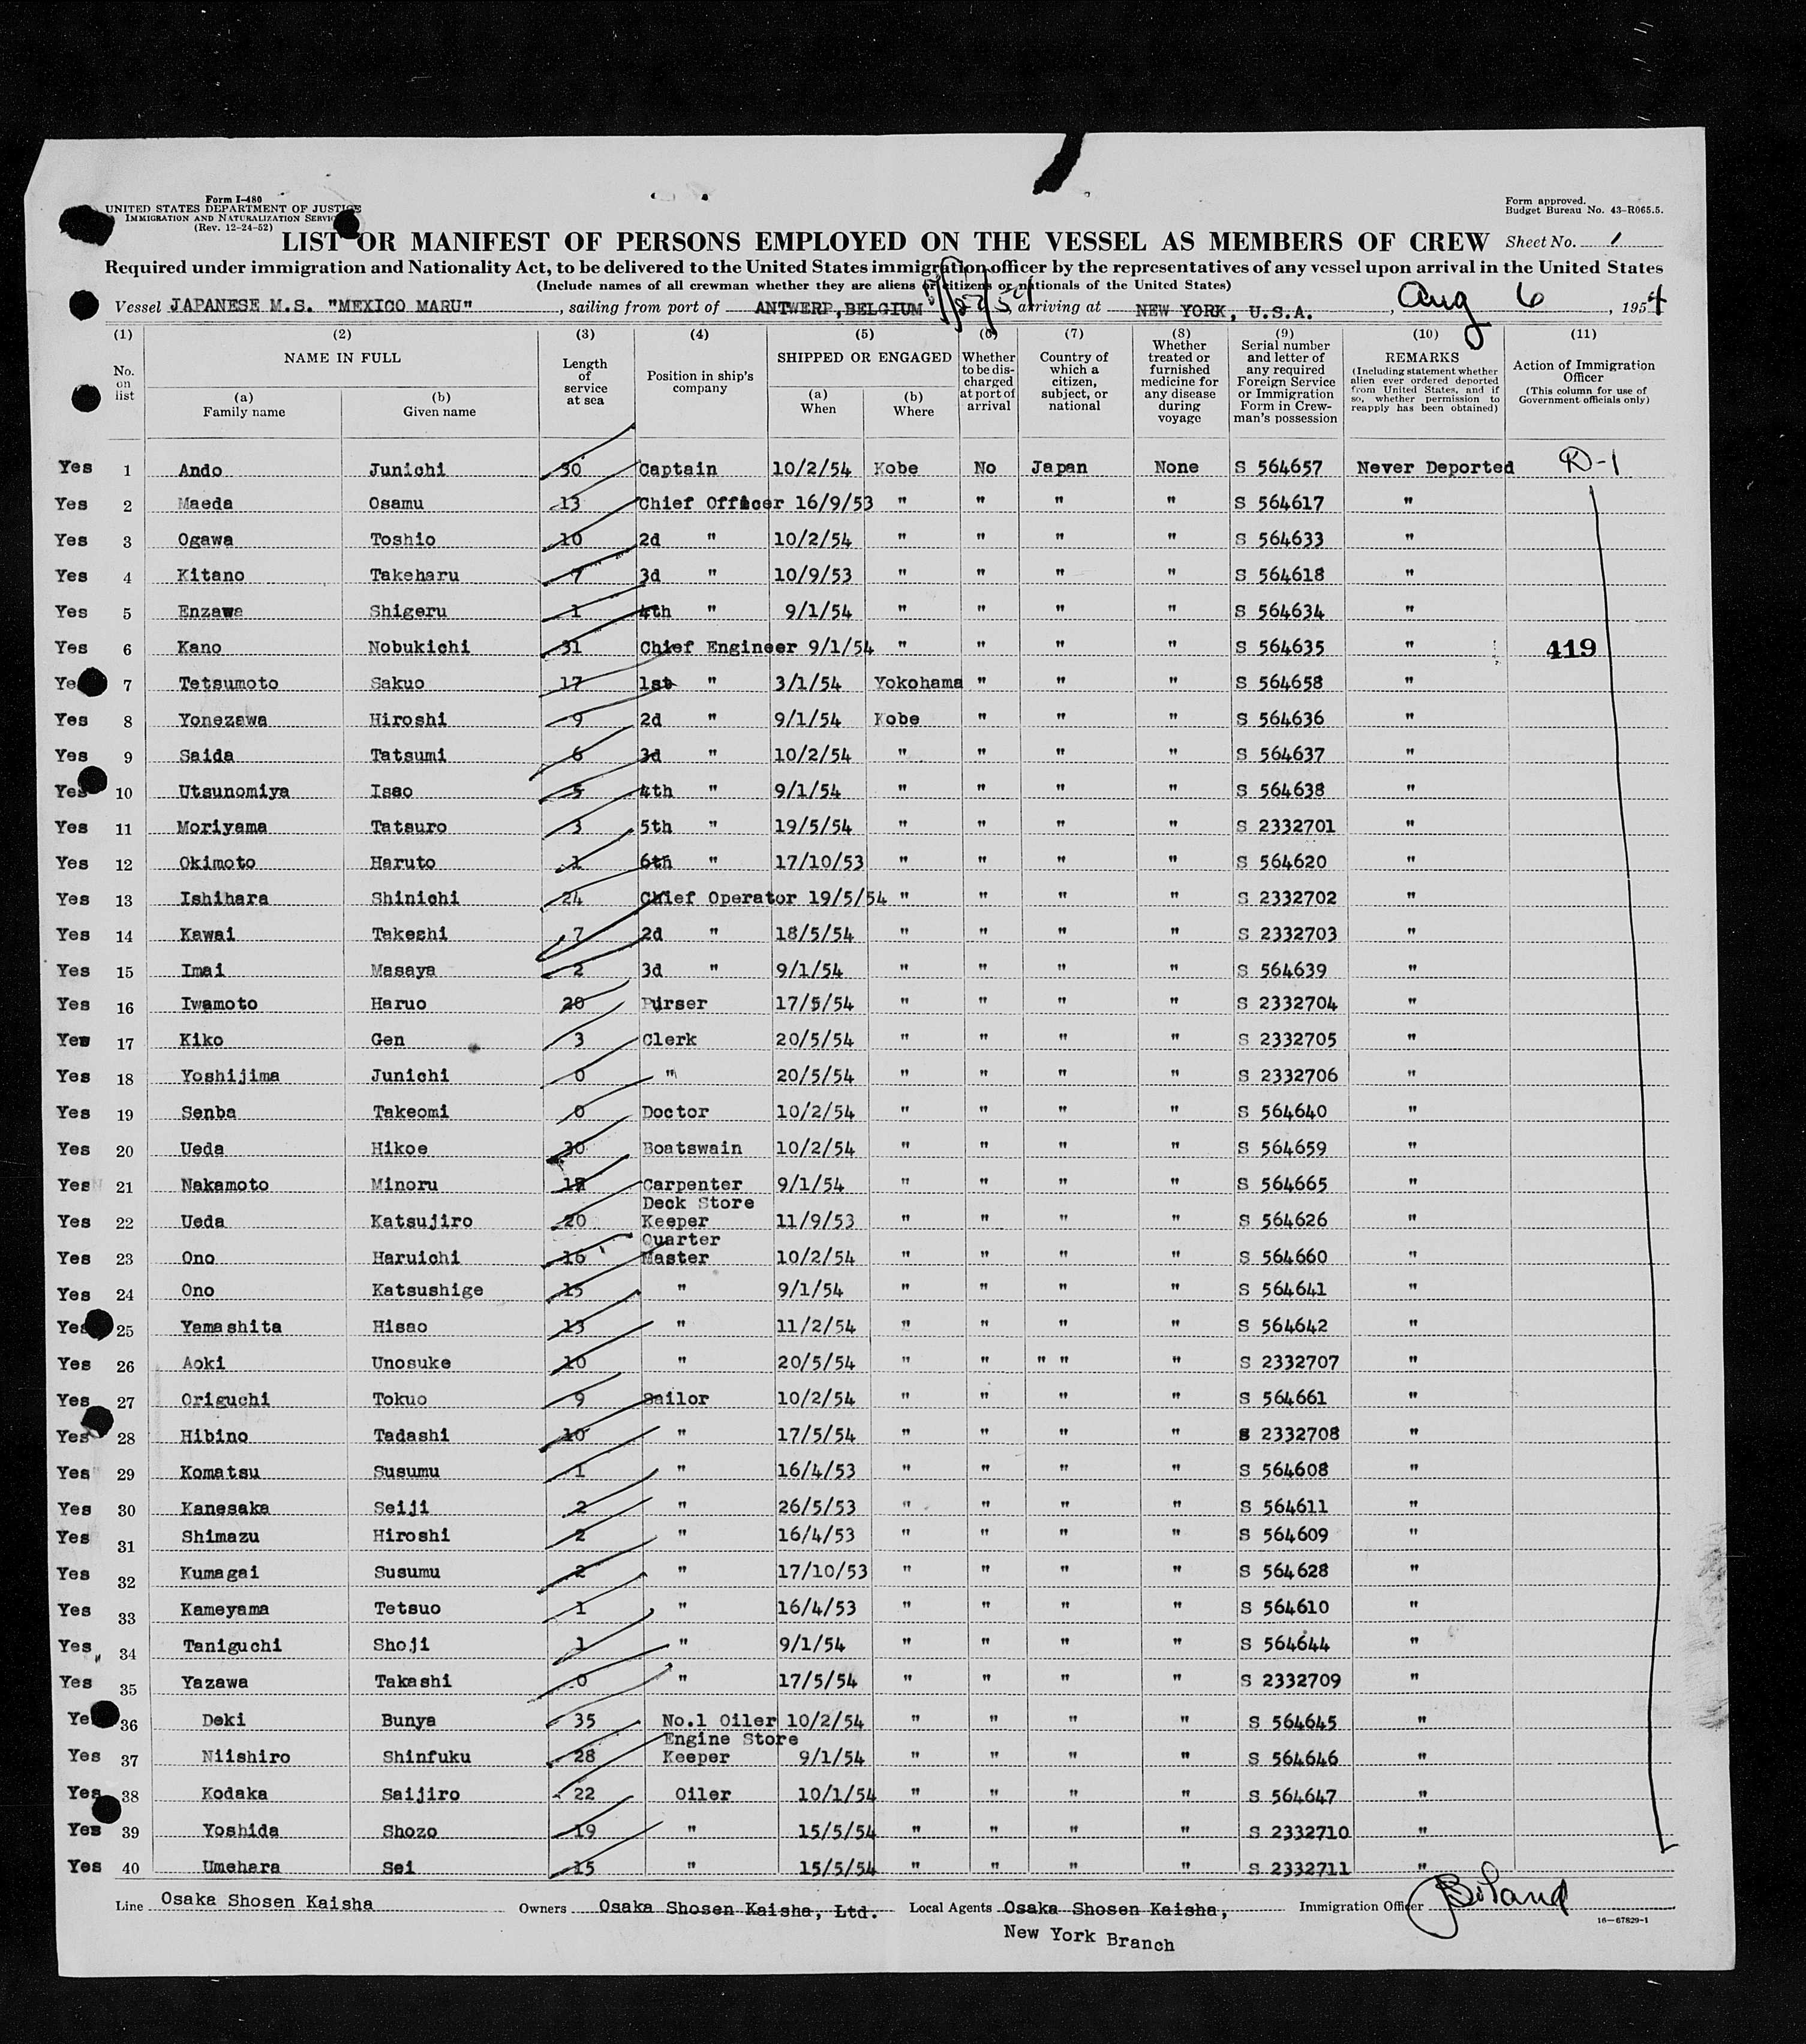 Form I-480
UNITED STATES DEPARTMENT OF JUSTICE
IMMIGRATION AND NATURALIZATION SERVICE
(Rev. 12-24-52)
Form approved.
Budget Bureau No. 43-R065.5.
LIST OR MANIFEST OF PERSONS EMPLOYED ON THE VESSEL AS MEMBERS OF CREW Sheet No. 1
Required under immigration and Nationality Act, to be delivered to the United States immigration officer by the representatives of any vessel upon arrival in the United States
(Include names of all crewman whether they are aliens or citizens or nationals of the United States)
Vessel JAPANESE M.S. "MEXICO MARU", sailing from port of ANTWERP, BELGIUM, arriving at NEW YORK, U.S.A., Aug 6, 1954
(1) (2) (3) (4) (5) (6) (7) (8) (9) (10) (11)
No. on list
NAME IN FULL
(a) Family name
(b) Given name
Length of service at sea
Position in ship's company
SHIPPED OR ENGAGED
(a) When
(b) Where
Whether to be discharged at port of arrival
Country of which a citizen, subject, or national
Whether treated or furnished medicine for any disease during voyage
Serial number and letter of any required Foreign Service or Immigration Form in Crewman's possession
REMARKS
(Including statement whether alien ever ordered deported from United States, and if so, whether permission to reapply has been obtained)
Action of Immigration Officer
(This column for use of Government officials only)
Yes 1 Ando Junichi 30 Captain 10/2/54 Kobe No Japan None S 564657 Never Deported D-1
Yes 2 Maeda Osamu 13 Chief Officer 16/9/53 " " " " S 564617 "
Yes 3 Ogawa Toshio 10 2d " 10/2/54 " " " " S 564633 "
Yes 4 Kitano Takeharu 7 3d " 10/9/53 " " " " S 564618 "
Yes 5 Enzawa Shigeru 1 4th " 9/1/54 " " " " S 564634 "
Yes 6 Kano Nobukichi 31 Chief Engineer 9/1/54 " " " " S 564635 " 419
Yes 7 Tetsumoto Sakuo 17 1st " 3/1/54 Yokohama " " " S 564658 "
Yes 8 Yonezawa Hiroshi 9 2d " 9/1/54 Kobe " " " S 564636 "
Yes 9 Saida Tatsumi 6 3d " 10/2/54 " " " " S 564637 "
Yes 10 Utsunomiya Isao 5 4th " 9/1/54 " " " " S 564638 "
Yes 11 Moriyama Tatsuro 3 5th " 19/5/54 " " " " S 2332701 "
Yes 12 Okimoto Haruto 1 6th " 17/10/53 " " " " S 564620 "
Yes 13 Ishihara Shinichi 24 Chief Operator 19/5/54 " " " " S 2332702 "
Yes 14 Kawai Takeshi 7 2d " 18/5/54 " " " " S 2332703 "
Yes 15 Imai Masaya 2 3d " 9/1/54 " " " " S 564639 "
Yes 16 Iwamoto Haruo 20 Purser 17/5/54 " " " " S 2332704 "
Yes 17 Kiko Gen 3 Clerk 20/5/54 " " " " S 2332705 "
Yes 18 Yoshijima Junichi 0 " 20/5/54 " " " " S 2332706 "
Yes 19 Senba Takeomi 0 Doctor 10/2/54 " " " " S 564640 "
Yes 20 Ueda Hikoe 30 Boatswain 10/2/54 " " " " S 564659 "
Yes 21 Nakamoto Minoru Carpenter 9/1/54 " " " " S 564665 "
Yes 22 Ueda Katsujiro 20 Deck Store Keeper 11/9/53 " " " " S 564626 "
Yes 23 Ono Haruichi 16 Quarter Master 10/2/54 " " " " S 564660 "
Yes 24 Ono Katsushige 15 " 9/1/54 " " " " S 564641 "
Yes 25 Yamashita Hisao 13 " 11/2/54 " " " " S 564642 "
Yes 26 Aoki Unosuke 10 " 20/5/54 " " " " " S 2332707 "
Yes 27 Origuchi Tokuo 9 Sailor 10/2/54 " " " " S 564661 "
Yes 28 Hibino Tadashi 10 " 17/5/54 " " " " S 2332708 "
Yes 29 Komatsu Susumu 1 " 16/4/53 " " " " S 564608 "
Yes 30 Kanesaka Seiji 2 " 26/5/53 " " " " S 564611 "
Yes 31 Shimazu Hiroshi 2 " 16/4/53 " " " " S 564609 "
Yes 32 Kumagai Susumu 2 " 17/10/53 " " " " S 564628 "
Yes 33 Kameyama Tetsuo 1 " 16/4/53 " " " " S 564610 "
Yes 34 Taniguchi Shoji 1 " 9/1/54 " " " " S 564644 "
Yes 35 Yazawa Takashi 0 " 17/5/54 " " " " S 2332709 "
Yes 36 Deki Bunya 35 No.1 Oiler 10/2/54 " " " " S 564645 "
Yes 37 Niishiro Shinfuku 28 Engine Store Keeper 9/1/54 " " " " S 564646 "
Yes 38 Kodaka Saijiro 22 Oiler 10/1/54 " " " " S 564647 "
Yes 39 Yoshida Shozo 19 " 15/5/54 " " " " S 2332710 "
Yes 40 Umehara Sei 15 " 15/5/54 " " " " S 2332711 "
Line Osaka Shosen Kaisha Owners Osaka Shosen Kaisha, Ltd. Local Agents Osaka Shosen Kaisha, Immigration Officer JBoland
New York Branch
16-67829-1